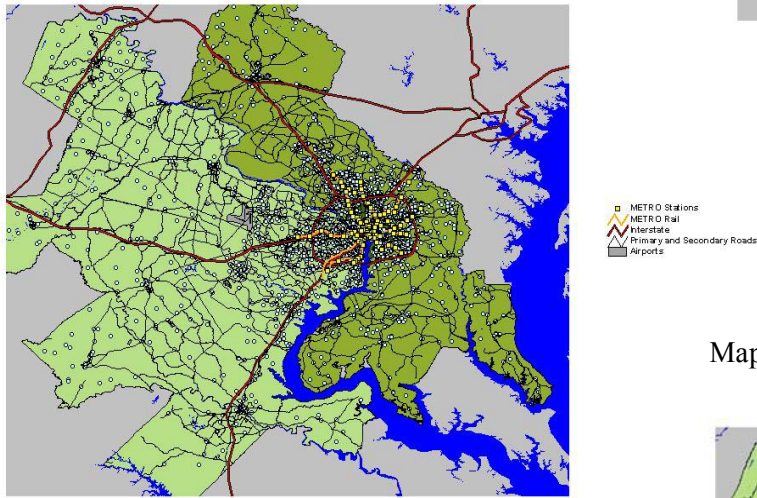 METRO Stations
METRO Rail
Interstate
Primary and Secondary Roads
Airports
Map